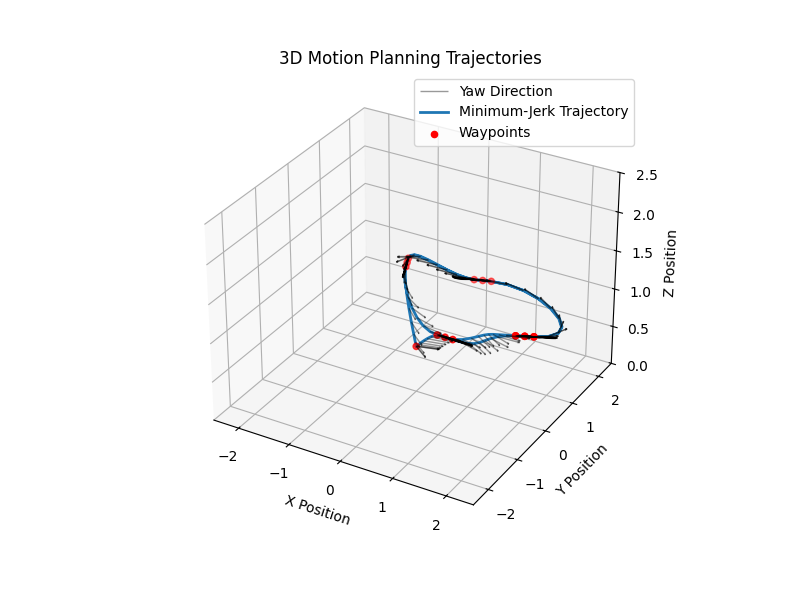 3D Motion Planning Trajectories
Yaw Direction
Minimum-Jerk Trajectory
Waypoints
2.5
2.0
1.5
1.0
0.5
0.0
Z Position
2
1
0
−1
−2
Y Position
−2
−1
0
1
2
X Position